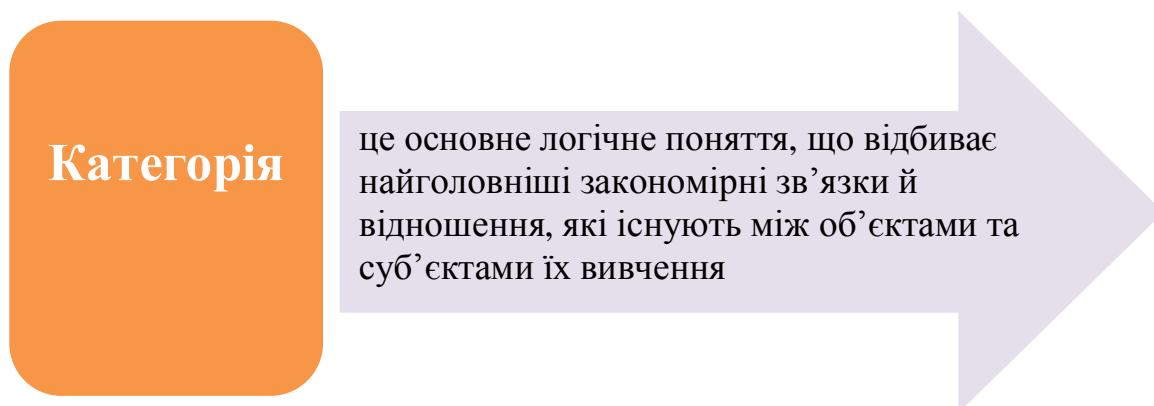 Категорія
це основне логічне поняття, що відбиває
найголовніші закономірні зв’язки й
відношення, які існують між об’єктами та
суб’єктами їх вивчення